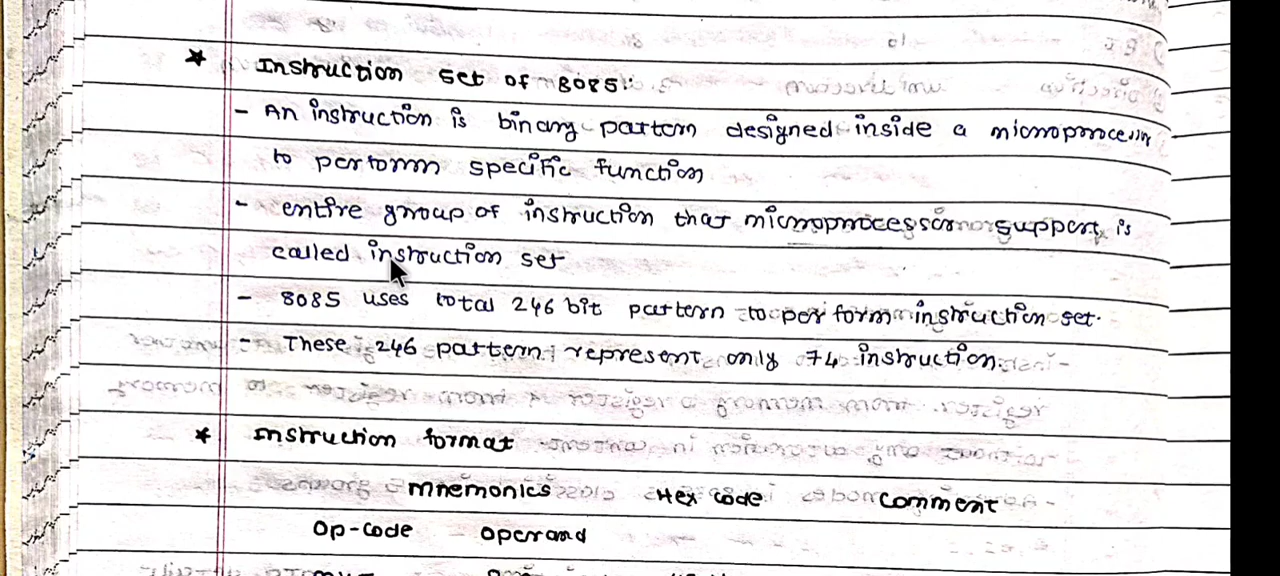 * Instruction set of 8085:
- An instruction is binary pattern designed inside a microprocessor
to perform specific function
- entire group of instruction that microprocessor support is
called instruction set
- 8085 uses total 246 bit pattern to perform instruction set.
- These 246 pattern represent only 74 instruction.
* Instruction format
mnemonics Hex code comment
Op-code operand